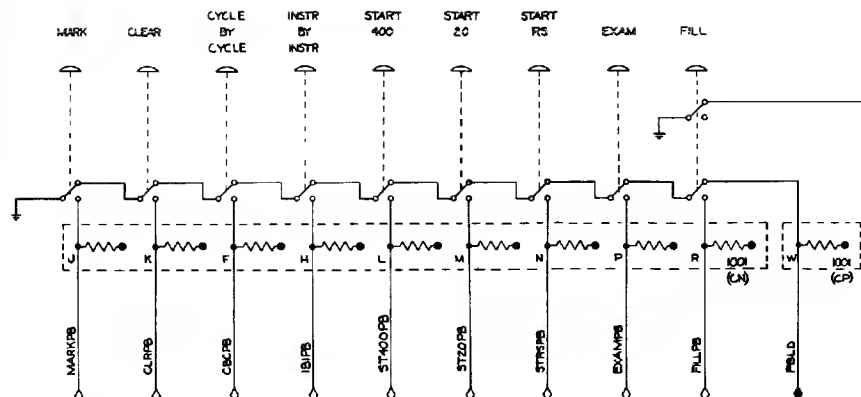 MARK
CLEAR
CYCLE
BY
CYCLE
INSTR
BY
INSTR
START
400
START
20
START
RS
EXAM
FILL
J
K
F
H
L
M
N
P
R
1001
(CN)
W
1001
(CP)
MARKPB
CLRPB
CBCPB
IBIPB
ST400PB
ST20PB
STRSPB
EXAMPB
FILLPB
PBLD